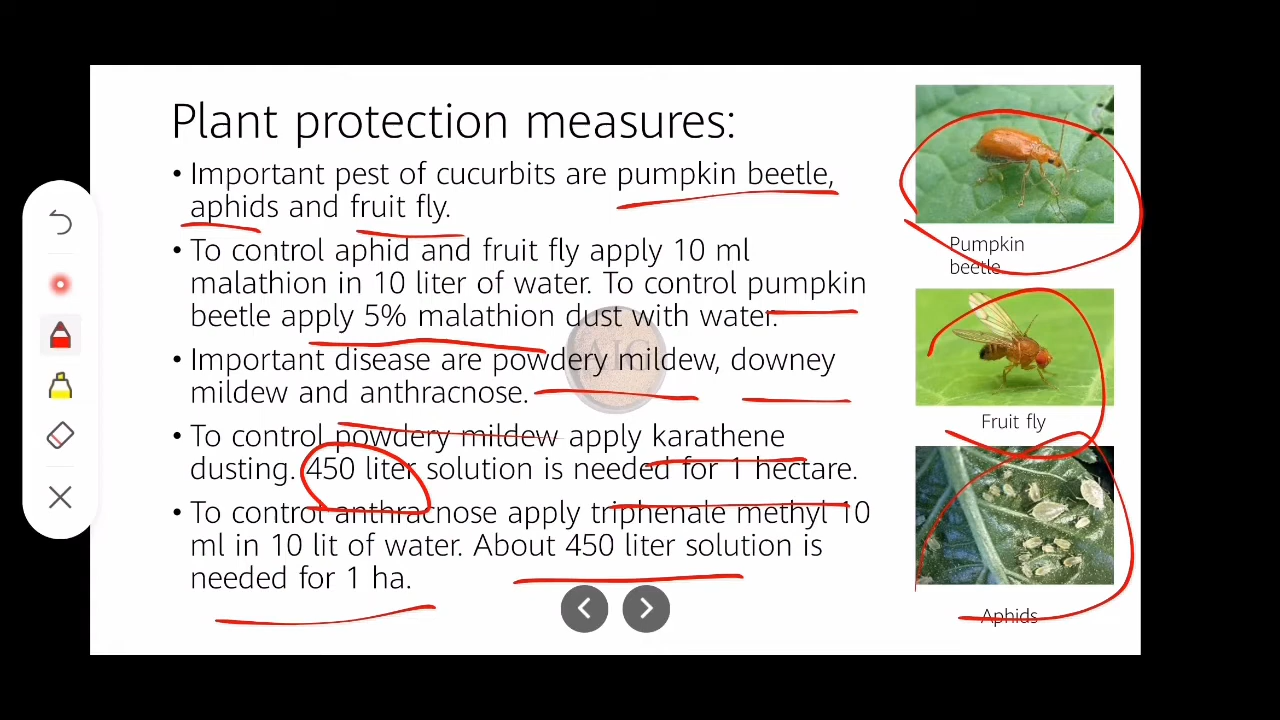 Plant protection measures:
• Important pest of cucurbits are pumpkin beetle,
aphids and fruit fly.
• To control aphid and fruit fly apply 10 ml
malathion in 10 liter of water. To control pumpkin
beetle apply 5% malathion dust with water.
• Important disease are powdery mildew, downey
mildew and anthracnose.
• To control powdery mildew apply karathene
dusting. 450 liter solution is needed for 1 hectare.
• To control anthracnose apply triphenale methyl 10
ml in 10 lit of water. About 450 liter solution is
needed for 1 ha.
Pumpkin
beetle
Fruit fly
Aphids